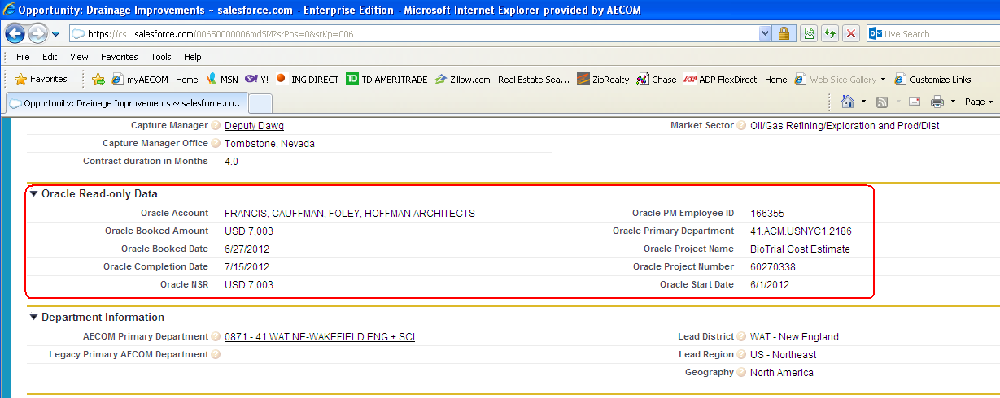 Opportunity: Drainage Improvements ~ salesforce.com - Enterprise Edition - Microsoft Internet Explorer provided by AECOM
https://cs1.salesforce.com/006S0000006mdSM?srPos=0&srKp=006 Live Search
File Edit View Favorites Tools Help
Favorites myAECOM - Home MSN Y! ING DIRECT TD AMERITRADE Zillow.com - Real Estate Sea... ZipRealty Chase ADP FlexDirect - Home Web Slice Gallery Customize Links
Opportunity: Drainage Improvements ~ salesforce.co... Page
Capture Manager Deputy Dawg Market Sector Oil/Gas Refining/Exploration and Prod/Dist
Capture Manager Office Tombstone, Nevada
Contract duration in Months 4.0
Oracle Read-only Data
Oracle Account FRANCIS, CAUFFMAN, FOLEY, HOFFMAN ARCHITECTS Oracle PM Employee ID 166355
Oracle Booked Amount USD 7,003 Oracle Primary Department 41.ACM.USNYC1.2186
Oracle Booked Date 6/27/2012 Oracle Project Name BioTrial Cost Estimate
Oracle Completion Date 7/15/2012 Oracle Project Number 60270338
Oracle NSR USD 7,003 Oracle Start Date 6/1/2012
Department Information
AECOM Primary Department 0871 - 41.WAT.NE-WAKEFIELD ENG + SCI Lead District WAT - New England
Legacy Primary AECOM Department Lead Region US - Northeast
Geography North America